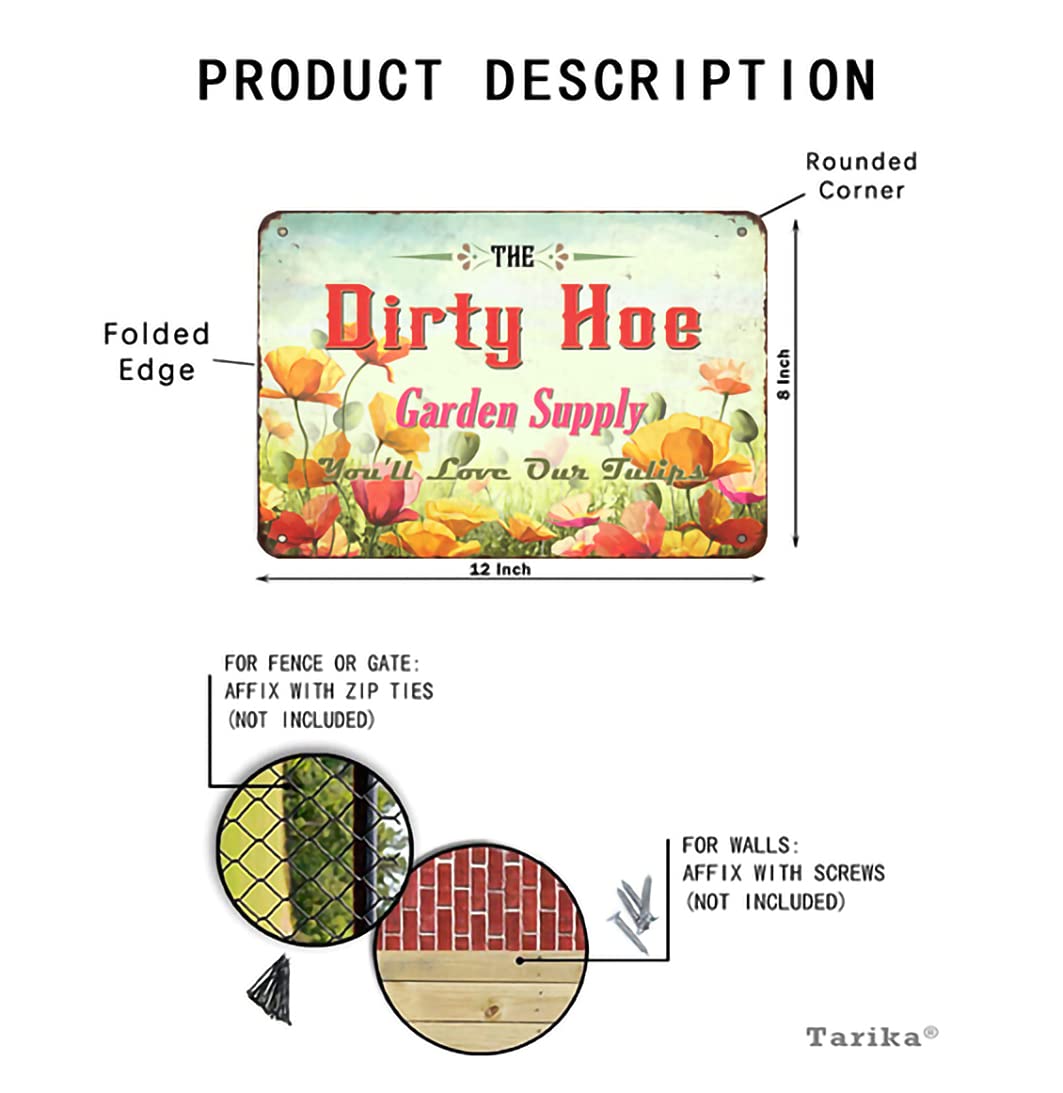 PRODUCT DESCRIPTION
Rounded
Corner
THE
Dirty Hoe
Folded
Edge
8 Inch
Garden Supply
You'll Love Our Tulips
12 Inch
FOR FENCE OR GATE:
AFFIX WITH ZIP TIES
(NOT INCLUDED)
FOR WALLS:
AFFIX WITH SCREWS
(NOT INCLUDED)
Tarika®